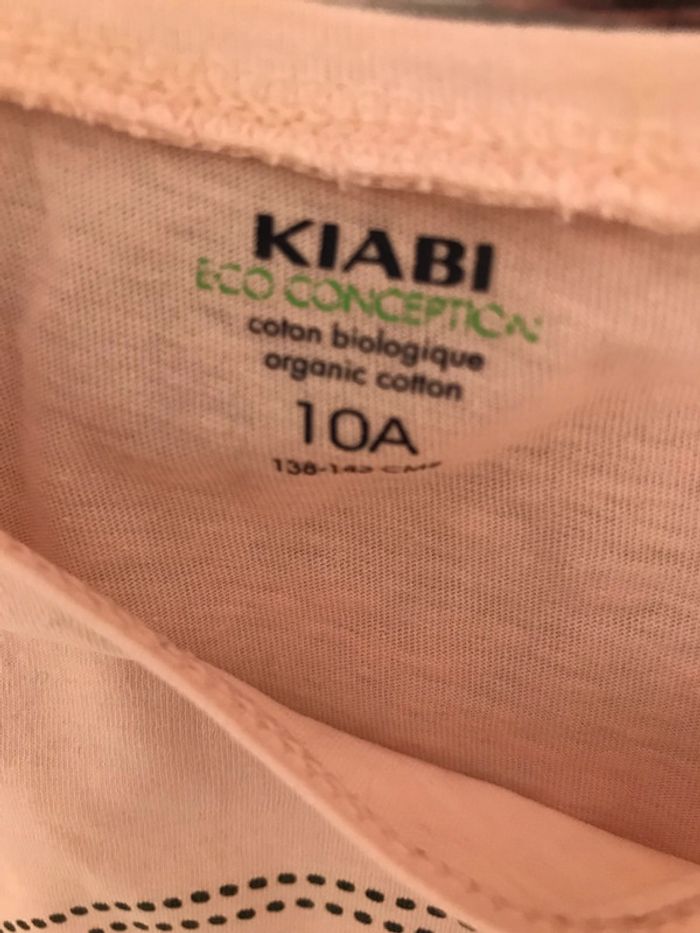 KIABI
ECO CONCEPTION
coton biologique
organic cotton
10A